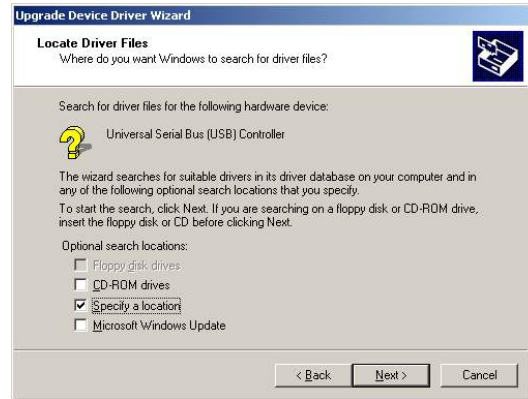 Upgrade Device Driver Wizard
Locate Driver Files
Where do you want Windows to search for driver files?
Search for driver files for the following hardware device:
Universal Serial Bus (USB) Controller
The wizard searches for suitable drivers in its driver database on your computer and in
any of the following optional search locations that you specify.
To start the search, click Next. If you are searching on a floppy disk or CD-ROM drive,
insert the floppy disk or CD before clicking Next.
Optional search locations:
Floppy disk drives
CD-ROM drives
Specify a location
Microsoft Windows Update
< Back Next > Cancel